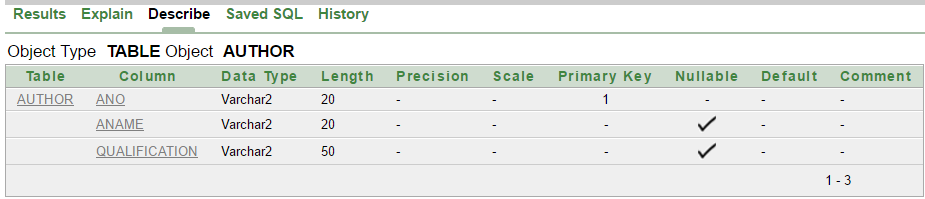 Results Explain Describe Saved SQL History
Object Type TABLE Object AUTHOR
Table Column Data Type Length Precision Scale Primary Key Nullable Default Comment
AUTHOR ANO Varchar2 20 - - 1 - - -
ANAME Varchar2 20 - - - ✓ - -
QUALIFICATION Varchar2 50 - - - ✓ - -
1 - 3